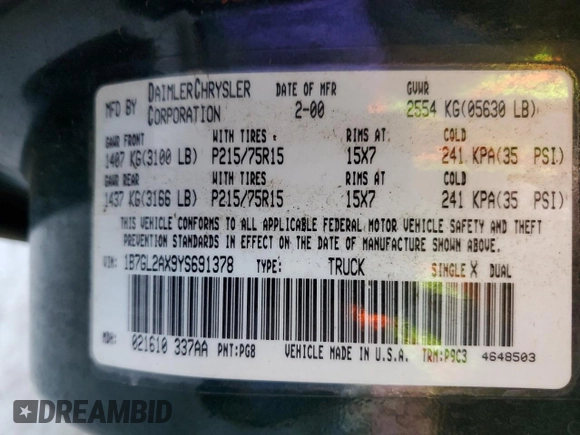 MFD BY DAIMLERCHRYSLER CORPORATION DATE OF MFR 2-00 GVWR 2554 KG(05630 LB)
GAWR FRONT WITH TIRES RIMS AT COLD
1407 KG(3100 LB) P215/75R15 15X7 241 KPA(35 PSI)
GAWR REAR WITH TIRES RIMS AT COLD
1437 KG(3166 LB) P215/75R15 15X7 241 KPA(35 PSI)
THIS VEHICLE CONFORMS TO ALL APPLICABLE FEDERAL MOTOR VEHICLE SAFETY AND THEFT
PREVENTION STANDARDS IN EFFECT ON THE DATE OF MANUFACTURE SHOWN ABOVE.
VIN: 1B7GL2AX9YS691378 TYPE: TRUCK SINGLE X DUAL
MDH: 021610 337AA PNT:PG8 VEHICLE MADE IN U.S.A. TRM:P9C3 4648503
DREAMBID